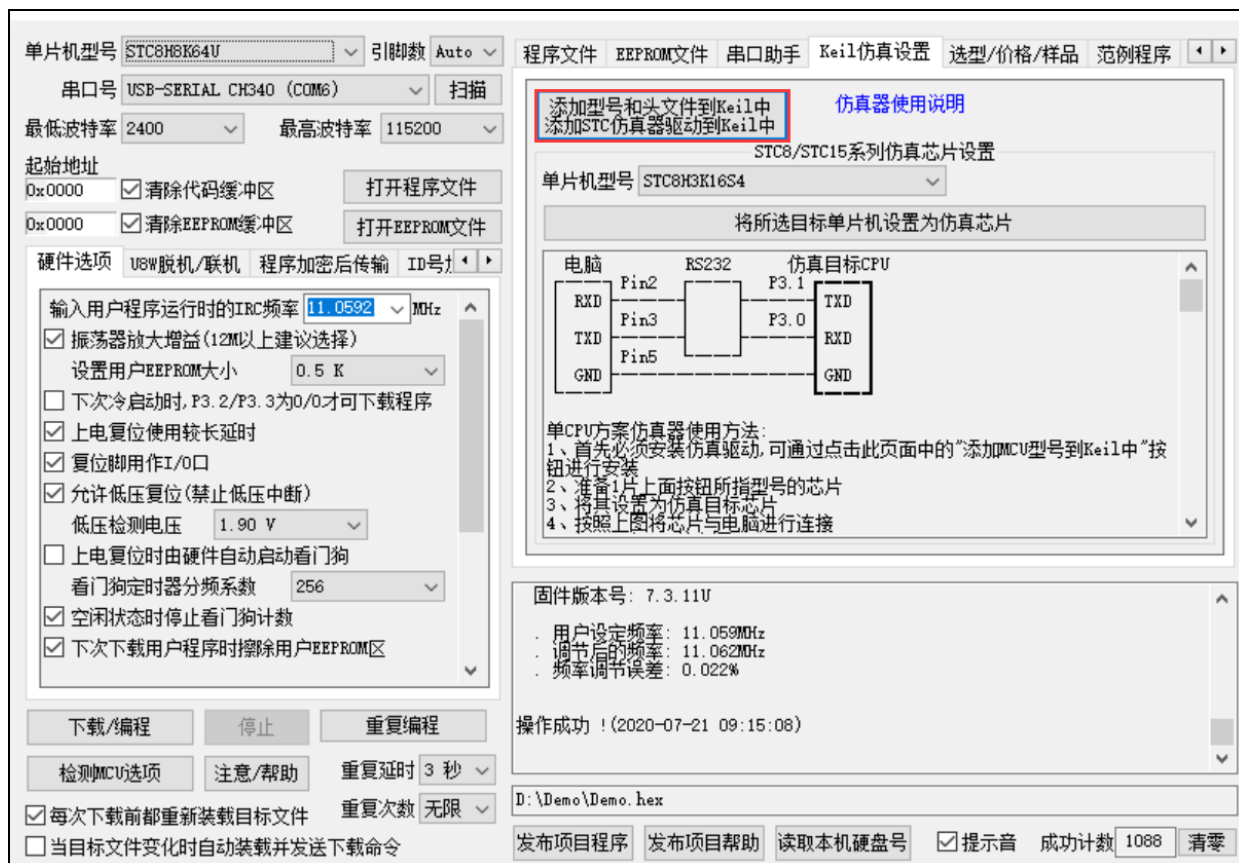 单片机型号 STC8H8K64U 引脚数 Auto
串口号 USB-SERIAL CH340 (COM6) 扫描
最低波特率 2400 最高波特率 115200
起始地址
0x0000 清除代码缓冲区 打开程序文件
0x0000 清除EEPROM缓冲区 打开EEPROM文件
硬件选项 U8W脱机/联机 程序加密后传输 ID号
输入用户程序运行时的IRC频率 11.0592 MHz
振荡器放大增益(12M以上建议选择)
设置用户EEPROM大小 0.5 K
下次冷启动时,P3.2/P3.3为0/0才可下载程序
上电复位使用较长延时
复位脚用作I/O口
允许低压复位(禁止低压中断)
低压检测电压 1.90 V
上电复位时由硬件自动启动看门狗
看门狗定时器分频系数 256
空闲状态时停止看门狗计数
下次下载用户程序时擦除用户EEPROM区
下载/编程 停止 重复编程
检测MCU选项 注意/帮助 重复延时 3 秒
每次下载前都重新装载目标文件 重复次数 无限
当目标文件变化时自动装载并发送下载命令
程序文件 EEPROM文件 串口助手 Keil仿真设置 选型/价格/样品 范例程序
添加型号和头文件到Keil中
添加STC仿真器驱动到Keil中
仿真器使用说明
STC8/STC15系列仿真芯片设置
单片机型号 STC8H3K16S4
将所选目标单片机设置为仿真芯片
电脑 RS232 仿真目标CPU
Pin2 P3.1
RXD TXD
Pin3 P3.0
TXD RXD
Pin5
GND GND
单CPU方案仿真器使用方法:
1、首先必须安装仿真驱动,可通过点击此页面中的"添加MCU型号到Keil中"按
钮进行安装
2、准备1片上面按钮所指型号的芯片
3、将其设置为仿真目标芯片
4、按照上图将芯片与电脑进行连接
固件版本号: 7.3.11U
. 用户设定频率: 11.059MHz
. 调节后的频率: 11.062MHz
. 频率调节误差: 0.022%
操作成功 !(2020-07-21 09:15:08)
D:\Demo\Demo.hex
发布项目程序 发布项目帮助 读取本机硬盘号 提示音 成功计数 1088 清零